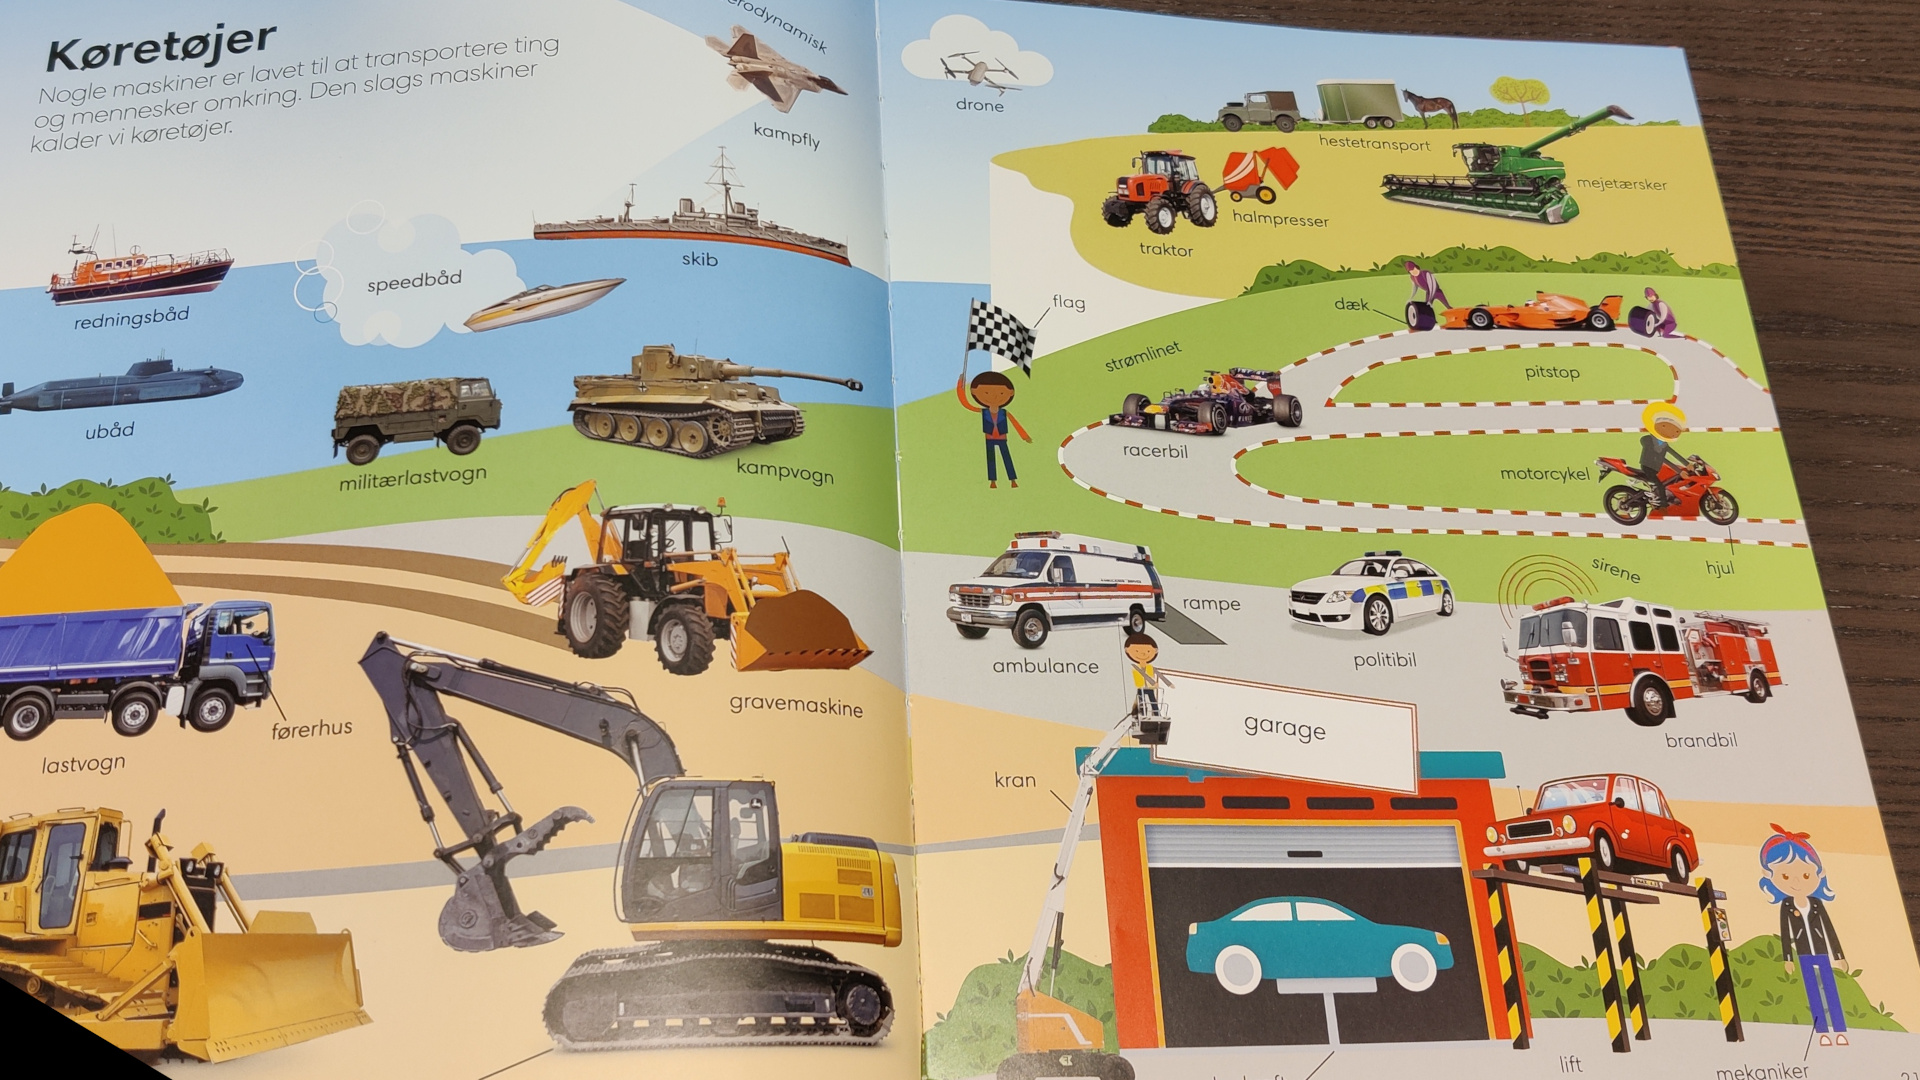 Køretøjer
Nogle maskiner er lavet til at transportere ting
og mennesker omkring. Den slags maskiner
kalder vi køretøjer.
kampfly
skib
speedbåd
redningsbåd
ubåd
militærlastvogn
kampvogn
gravemaskine
førerhus
lastvogn
drone
hestetransport
mejetærsker
halmpresser
traktor
flag
dæk
strømlinet
pitstop
racerbil
motorcykel
hjul
sirene
rampe
ambulance
politibil
brandbil
garage
kran
lift
mekaniker